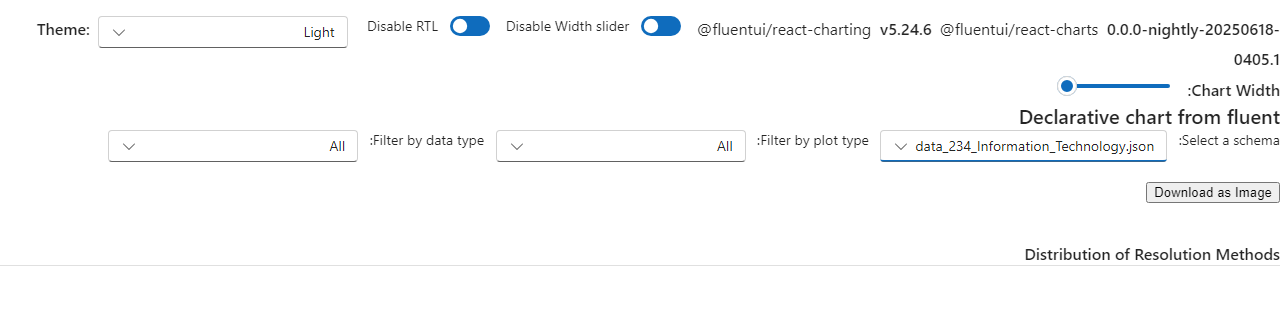 Theme: Light Disable RTL Disable Width slider @fluentui/react-charting v5.24.6 @fluentui/react-charts 0.0.0-nightly-20250618-
0405.1
:Chart Width
Declarative chart from fluent
:Select a schema data_234_Information_Technology.json :Filter by plot type All :Filter by data type All
Download as Image
Distribution of Resolution Methods